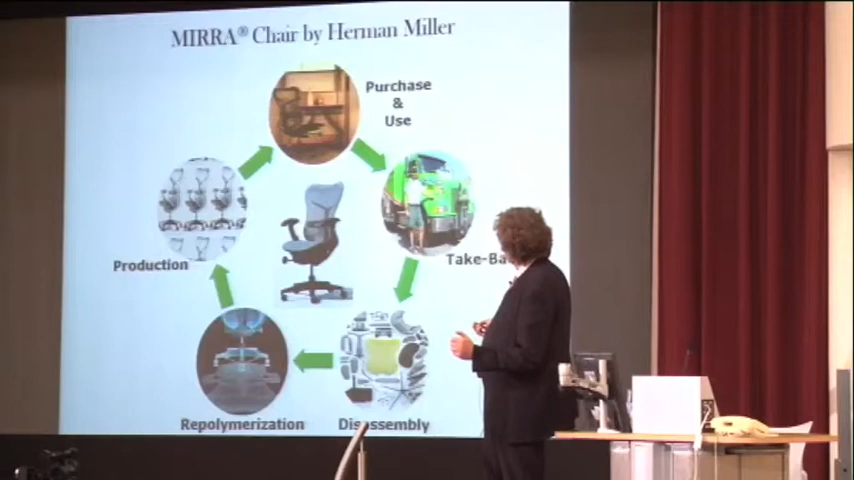 MIRRA® Chair by Herman Miller
Purchase
&
Use
Take-Ba
Production
Repolymerization
Disassembly